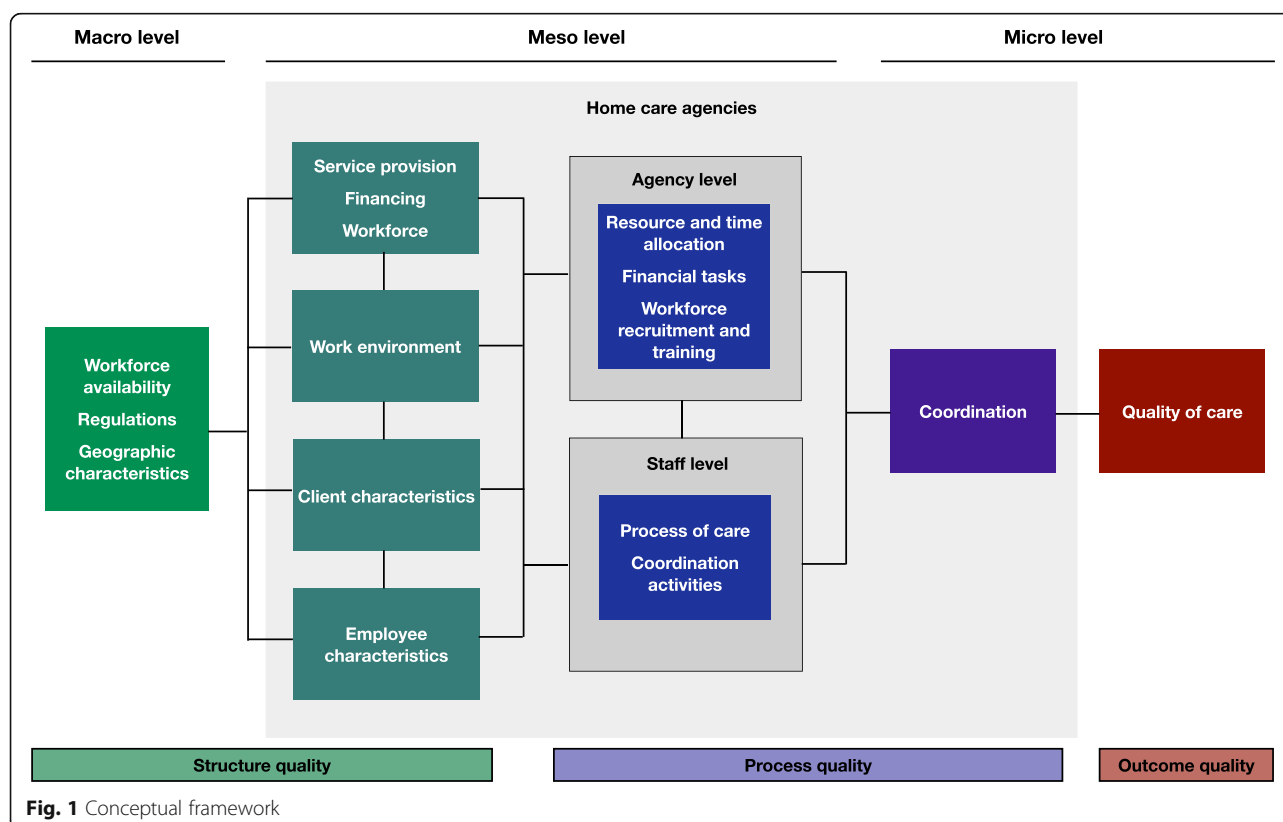 Macro level
Meso level
Micro level
Home care agencies
Workforce
availability
Regulations
Geographic
characteristics
Service provision
Financing
Workforce
Work environment
Client characteristics
Employee
characteristics
Agency level
Resource and time
allocation
Financial tasks
Workforce
recruitment and
training
Staff level
Process of care
Coordination
activities
Coordination
Quality of care
Structure quality
Process quality
Outcome quality
Fig. 1 Conceptual framework